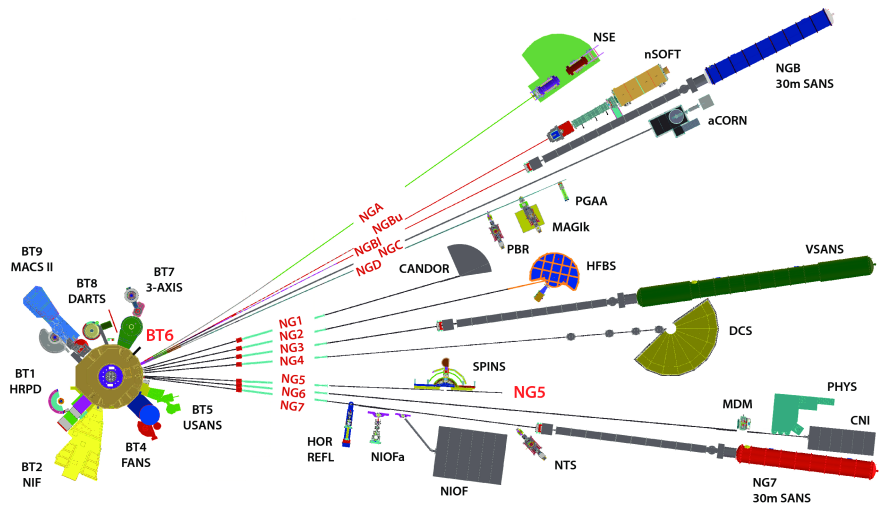 NSE
nSOFT
NGB
30m SANS
aCORN
NGA
NGBu
NGBl
NGC
NGD
PGAA
MAGIk
PBR
CANDOR
HFBS
VSANS
BT9
MACS II
BT8
DARTS
BT7
3-AXIS
BT6
NG1
NG2
NG3
NG4
DCS
BT1
HRPD
SPINS
NG5
NG6
NG7
NG5
BT5
USANS
BT4
FANS
BT2
NIF
HOR
REFL
NIOFa
NIOF
NTS
MDM
PHYS
CNI
NG7
30m SANS